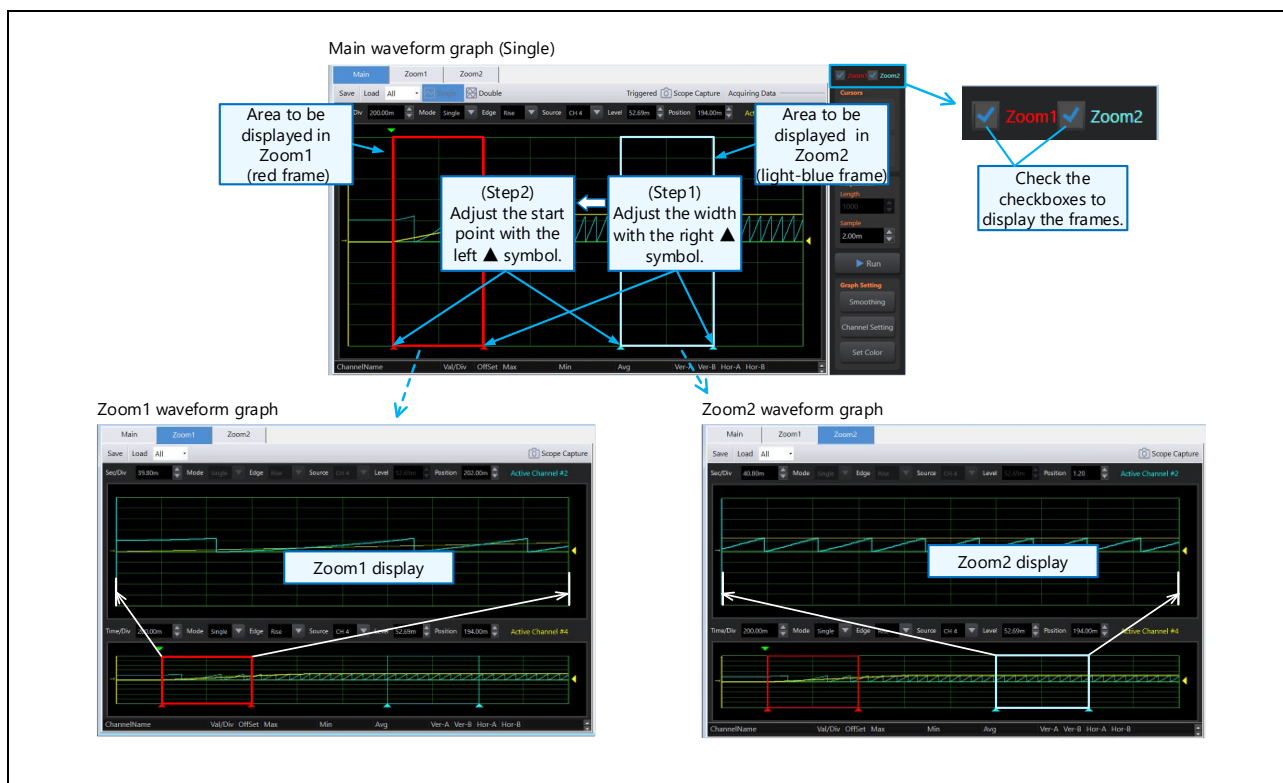 Main waveform graph (Single)
Main Zoom1 Zoom2
Save Load All Single Double Triggered Scope Capture Acquiring Data
Zoom1 Zoom2
Cursors
Div 200.00m Mode Single Edge Rise Source CH 4 Level 52.69m Position 194.00m
Area to be
displayed in
Zoom1
(red frame)
Area to be
displayed in
Zoom2
(light-blue frame)
(Step2)
Adjust the start
point with the
left ▲ symbol.
(Step1)
Adjust the width
with the right ▲
symbol.
Length
1000
Sample
2.00m
Run
Graph Setting
Smoothing
Channel Setting
Set Color
ChannelName Val/Div OffSet Max Min Avg Ver-A Ver-B Hor-A Hor-B
Zoom1 Zoom2
Check the
checkboxes to
display the frames.
Zoom1 waveform graph
Main Zoom1 Zoom2
Save Load All Scope Capture
Sec/Div 39.80m Mode Single Edge Rise Source CH 4 Level 52.69m Position 202.00m Active Channel #2
Zoom1 display
Time/Div 200.00m Mode Single Edge Rise Source CH 4 Level 52.69m Position 194.00m Active Channel #4
ChannelName Val/Div OffSet Max Min Avg Ver-A Ver-B Hor-A Hor-B
Zoom2 waveform graph
Main Zoom1 Zoom2
Save Load All Scope Capture
Sec/Div 40.80m Mode Single Edge Rise Source CH 4 Level 52.69m Position 1.20 Active Channel #2
Zoom2 display
Time/Div 200.00m Mode Single Edge Rise Source CH 4 Level 52.69m Position 194.00m Active Channel #4
ChannelName Val/Div OffSet Max Min Avg Ver-A Ver-B Hor-A Hor-B